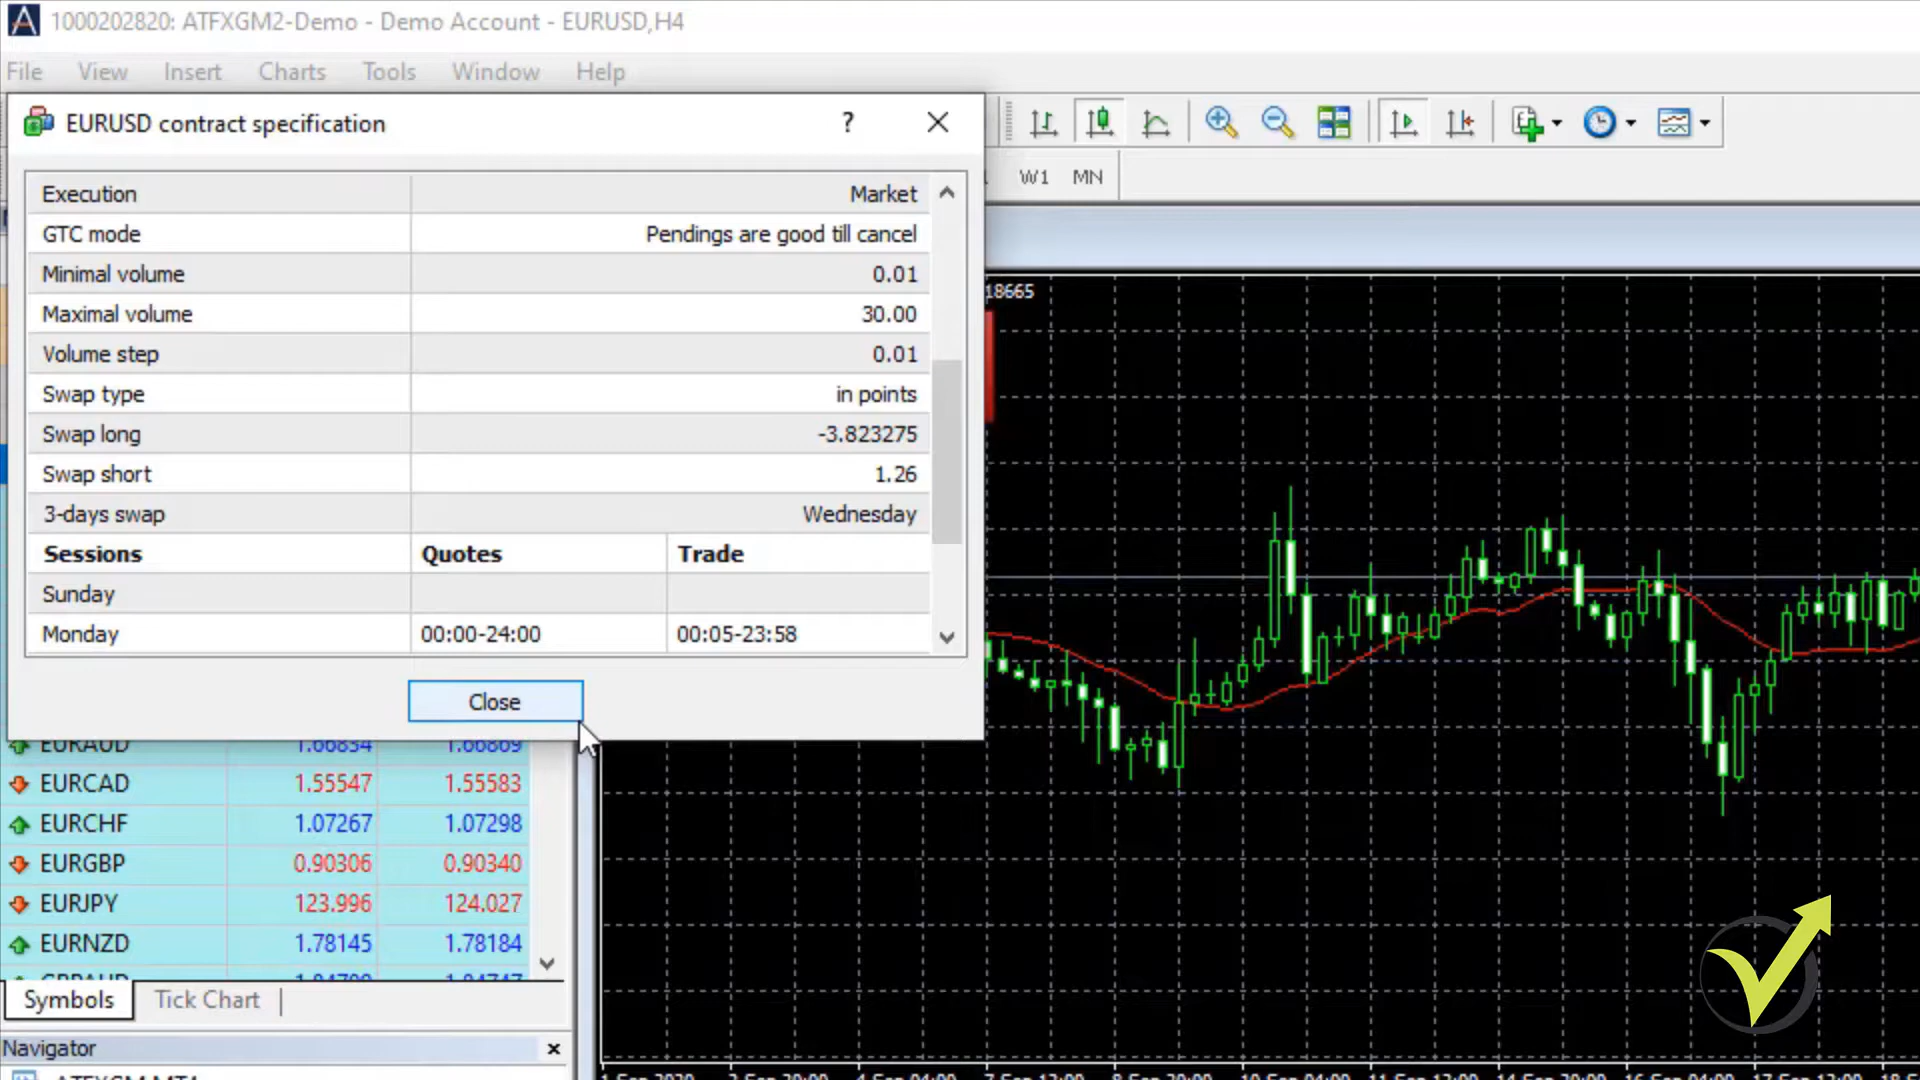 1000202820: ATFXGM2-Demo - Demo Account - EURUSD,H4
File View Insert Charts Tools Window Help
EURUSD contract specification ?
W1 MN
Execution Market
GTC mode Pendings are good till cancel
Minimal volume 0.01
Maximal volume 30.00
Volume step 0.01
Swap type in points
Swap long -3.823275
Swap short 1.26
3-days swap Wednesday
Sessions Quotes Trade
Sunday
Monday 00:00-24:00 00:05-23:58
Close
18665
EURAUD 1.66834 1.66869
EURCAD 1.55547 1.55583
EURCHF 1.07267 1.07298
EURGBP 0.90306 0.90340
EURJPY 123.996 124.027
EURNZD 1.78145 1.78184
Symbols Tick Chart
Navigator